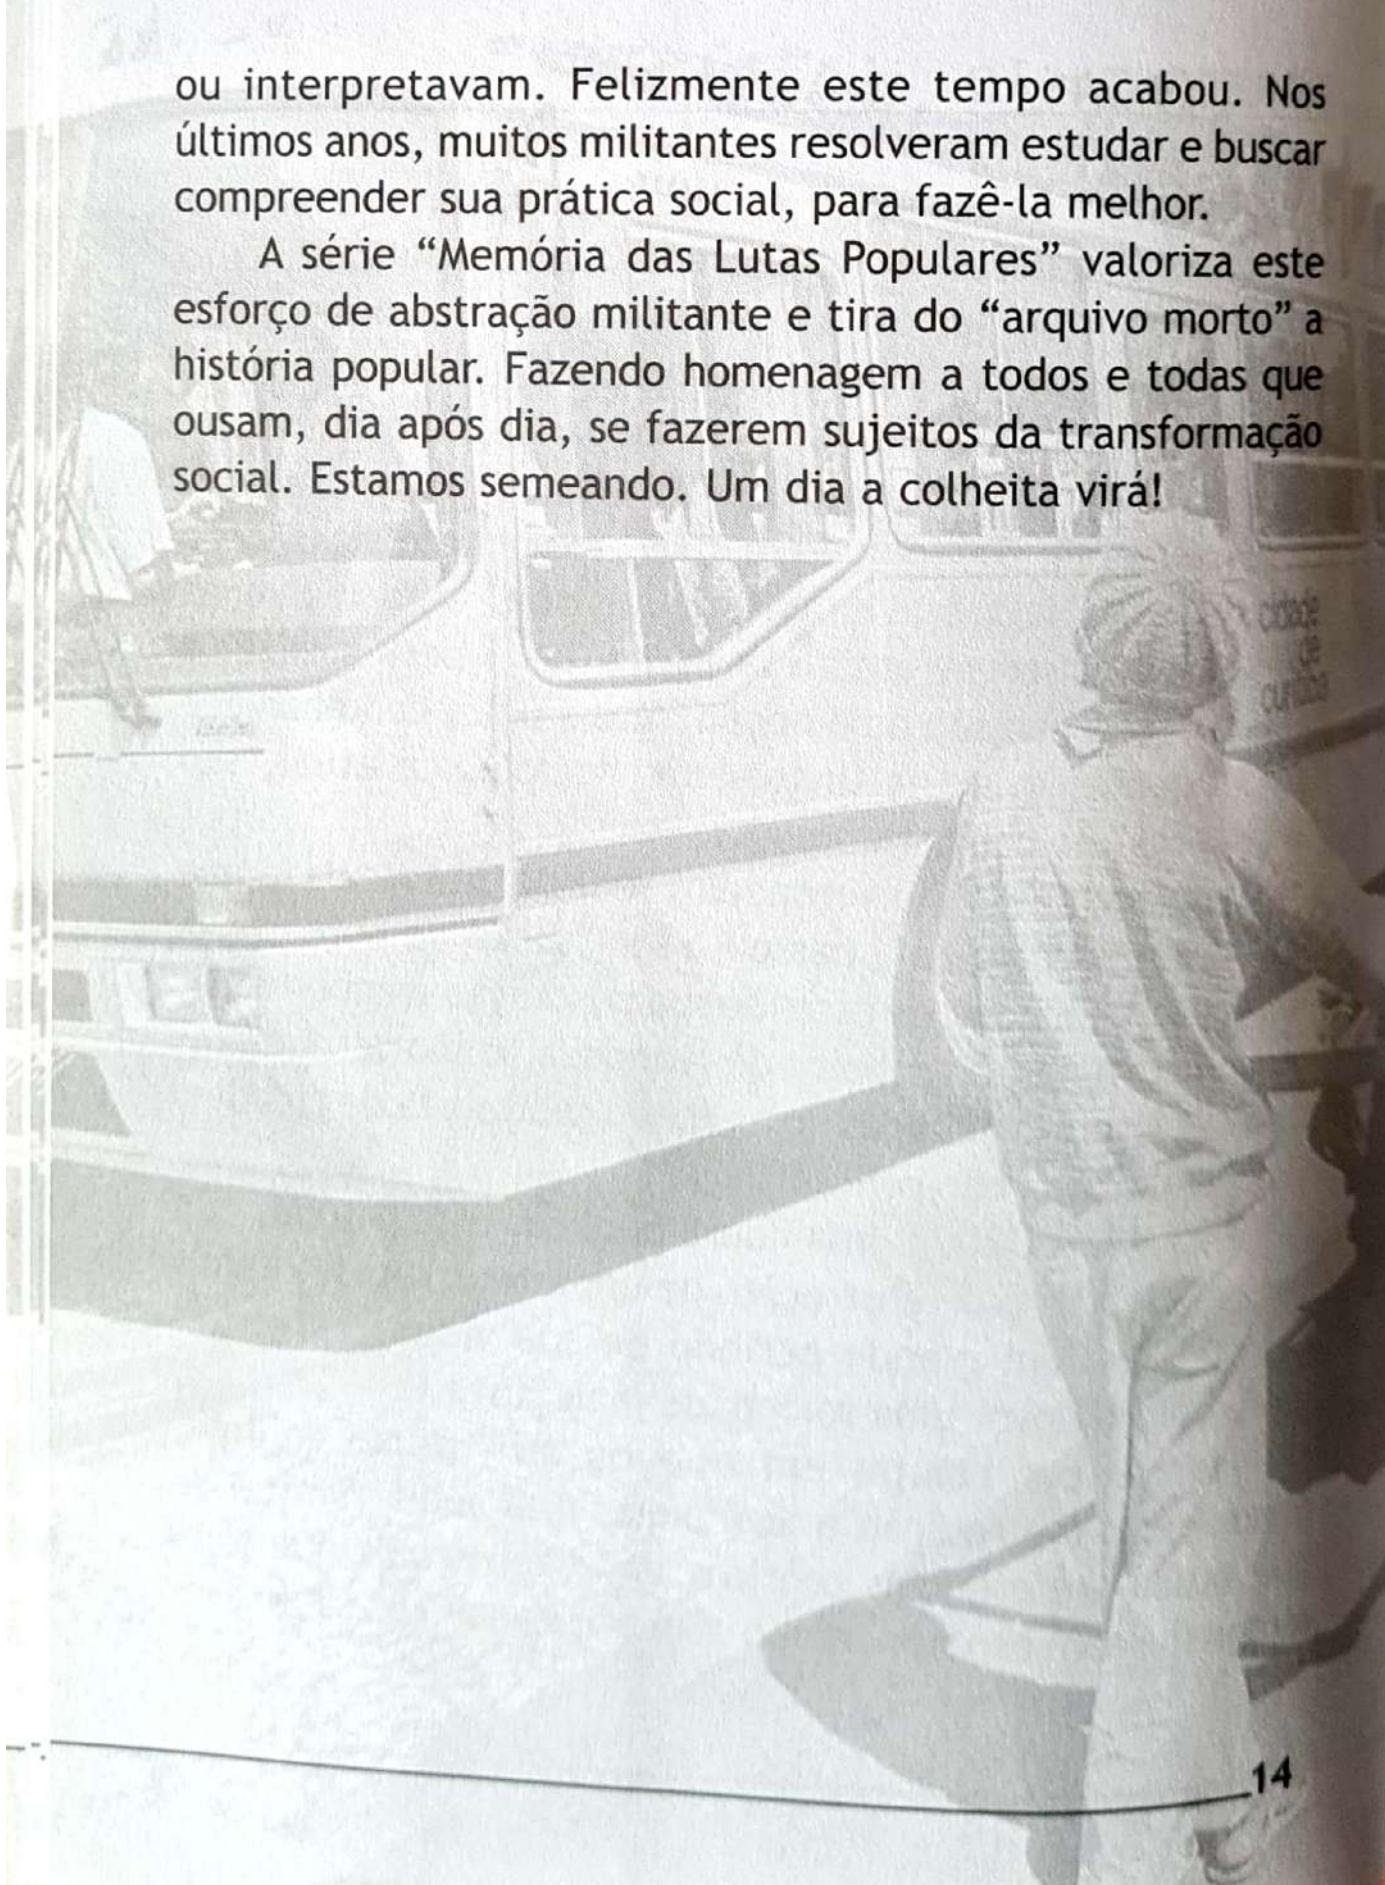 ou interpretavam. Felizmente este tempo acabou. Nos
últimos anos, muitos militantes resolveram estudar e buscar
compreender sua prática social, para fazê-la melhor.
A série “Memória das Lutas Populares” valoriza este
esforço de abstração militante e tira do “arquivo morto” a
história popular. Fazendo homenagem a todos e todas que
ousam, dia após dia, se fazerem sujeitos da transformação
social. Estamos semeando. Um dia a colheita virá!
cidade
de
curitiba
14